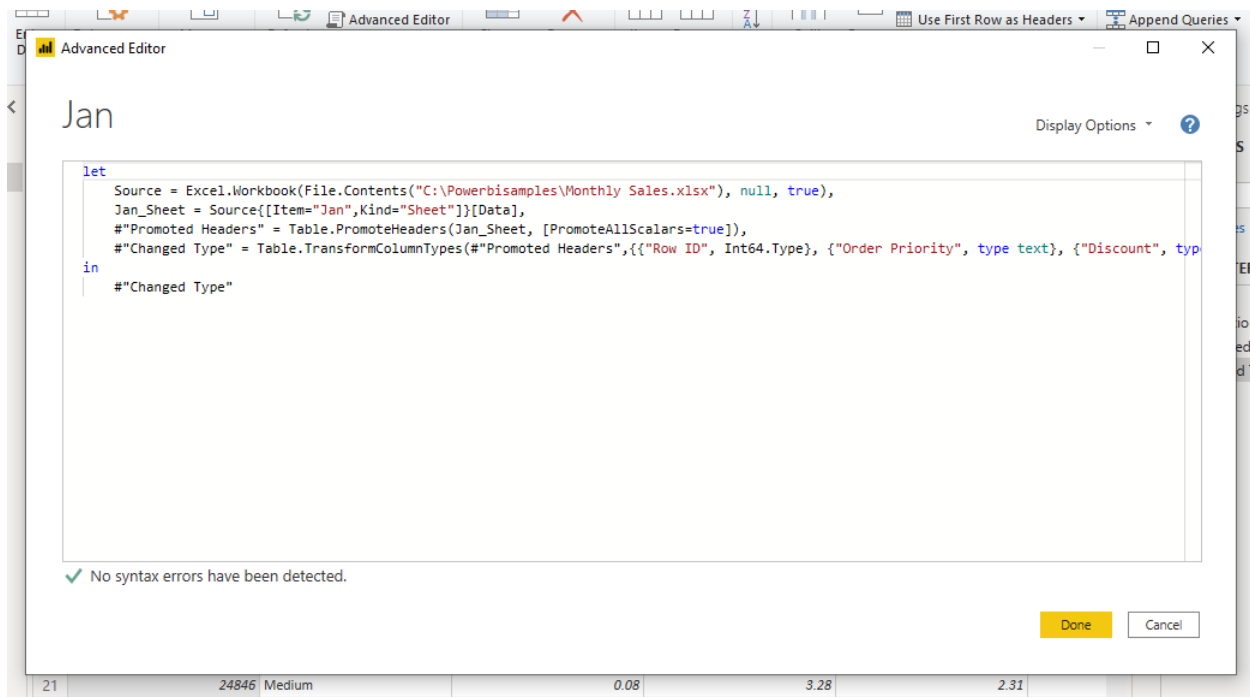 Advanced Editor
Use First Row as Headers
Append Queries
Advanced Editor
Jan
Display Options
?
let
Source = Excel.Workbook(File.Contents("C:\Powerbisamples\Monthly Sales.xlsx"), null, true),
Jan_Sheet = Source{[Item="Jan",Kind="Sheet"]}[Data],
#"Promoted Headers" = Table.PromoteHeaders(Jan_Sheet, [PromoteAllScalars=true]),
#"Changed Type" = Table.TransformColumnTypes(#"Promoted Headers",{{"Row ID", Int64.Type}, {"Order Priority", type text}, {"Discount", typ
in
#"Changed Type"
No syntax errors have been detected.
Done
Cancel
21 24846 Medium 0.08 3.28 2.31